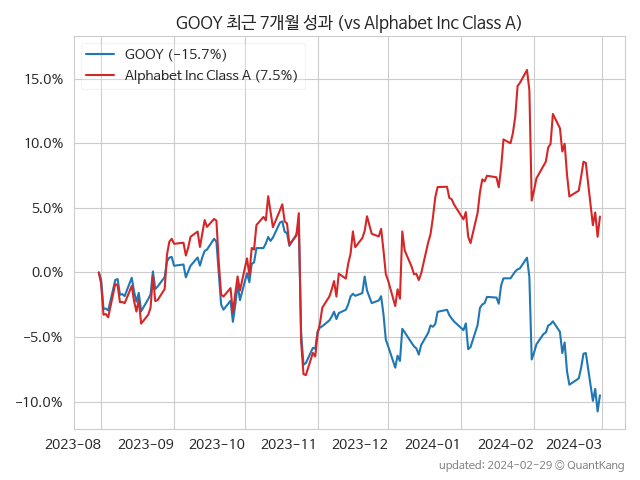 GOOY 최근 7개월 성과 (vs Alphabet Inc Class A)
GOOY (−15.7%)
Alphabet Inc Class A (7.5%)
15.0%
10.0%
5.0%
0.0%
−5.0%
−10.0%
2023−08 2023−09 2023−10 2023−11 2023−12 2024−01 2024−02 2024−03
updated: 2024-02-29 © QuantKang